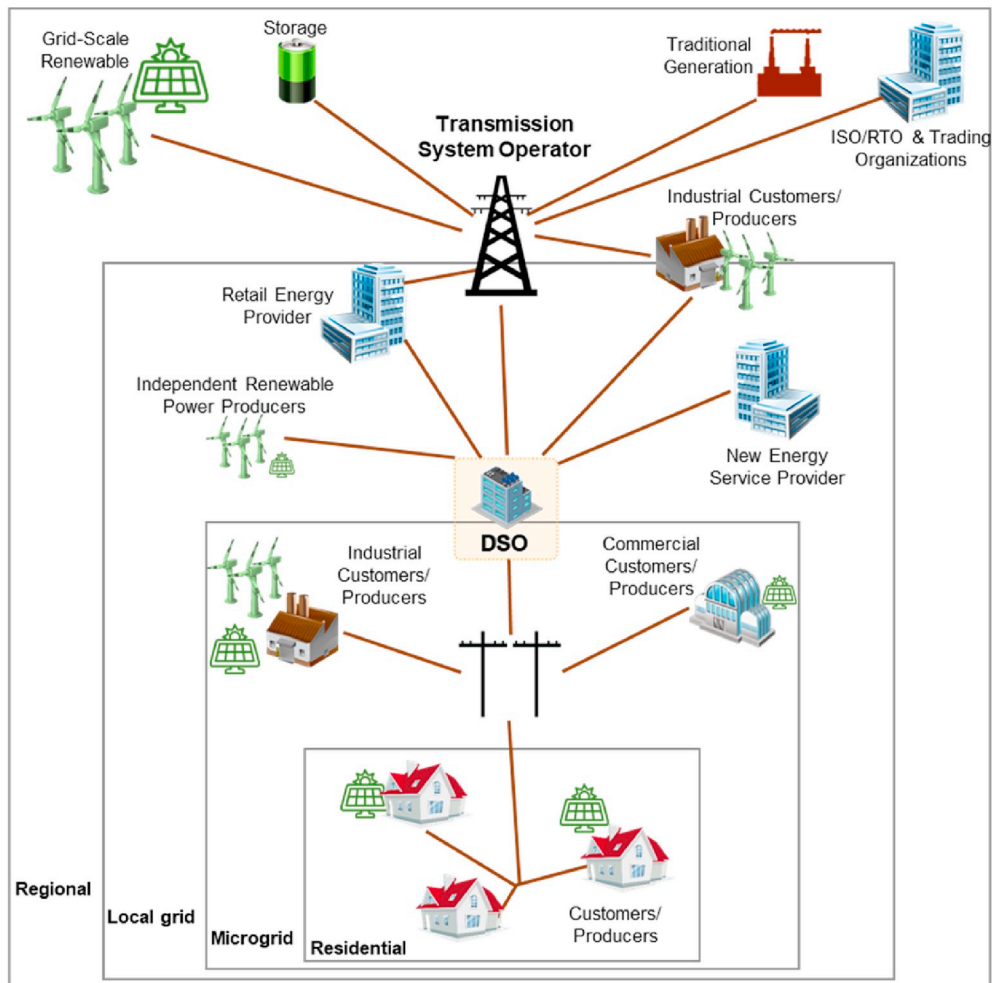 Grid-Scale
Renewable
Storage
Traditional
Generation
ISO/RTO & Trading
Organizations
Transmission
System Operator
Industrial Customers/
Producers
Retail Energy
Provider
Independent Renewable
Power Producers
New Energy
Service Provider
DSO
Industrial
Customers/
Producers
Commercial
Customers/
Producers
Customers/
Producers
Regional
Local grid
Microgrid
Residential